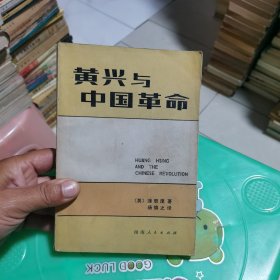 黄兴与
中国革命
HUANG HSING
AND THE
CHINESE REVOLUTION
(美) 薛君度 著
杨慎之 译
湖南人民出版社
GOOD LUCK